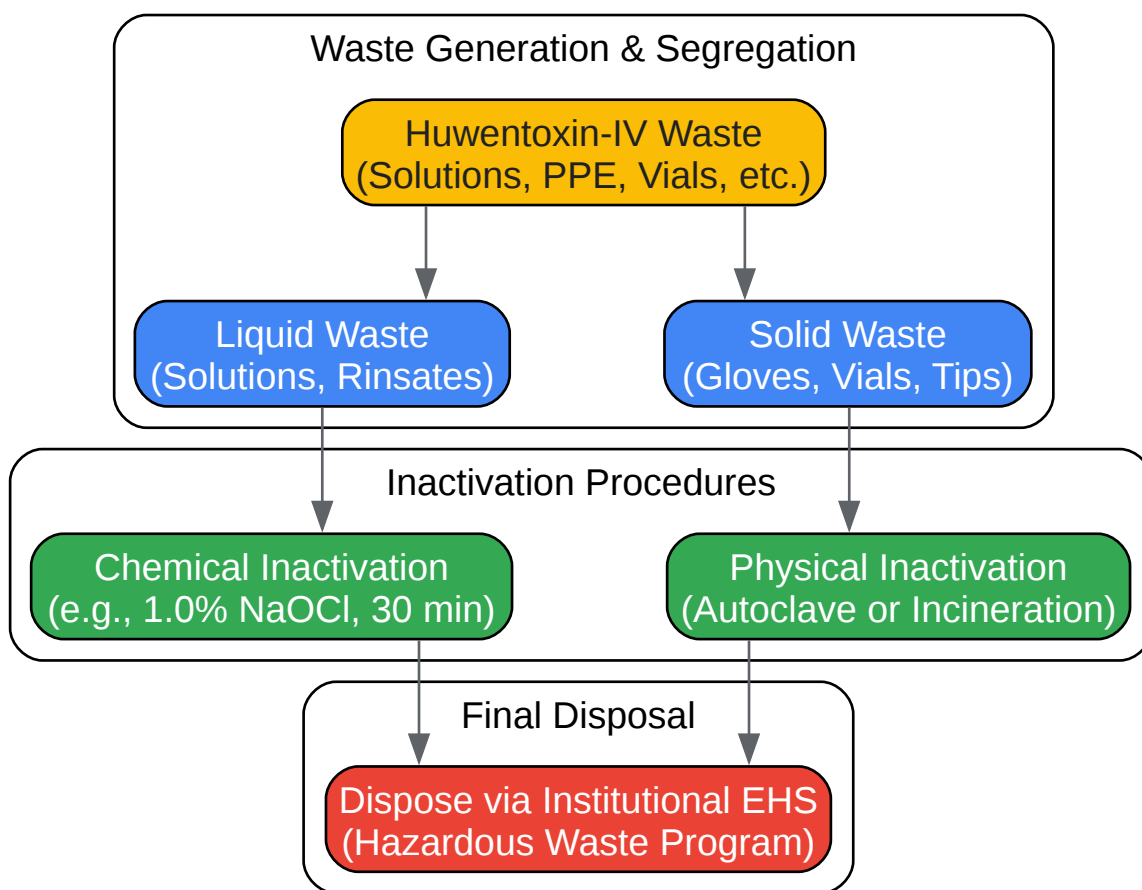 Waste Generation & Segregation
Huwentoxin-IV Waste
(Solutions, PPE, Vials, etc.)
Liquid Waste
(Solutions, Rinsates)
Solid Waste
(Gloves, Vials, Tips)
Inactivation Procedures
Chemical Inactivation
(e.g., 1.0% NaOCl, 30 min)
Physical Inactivation
(Autoclave or Incineration)
Final Disposal
Dispose via Institutional EHS
(Hazardous Waste Program)